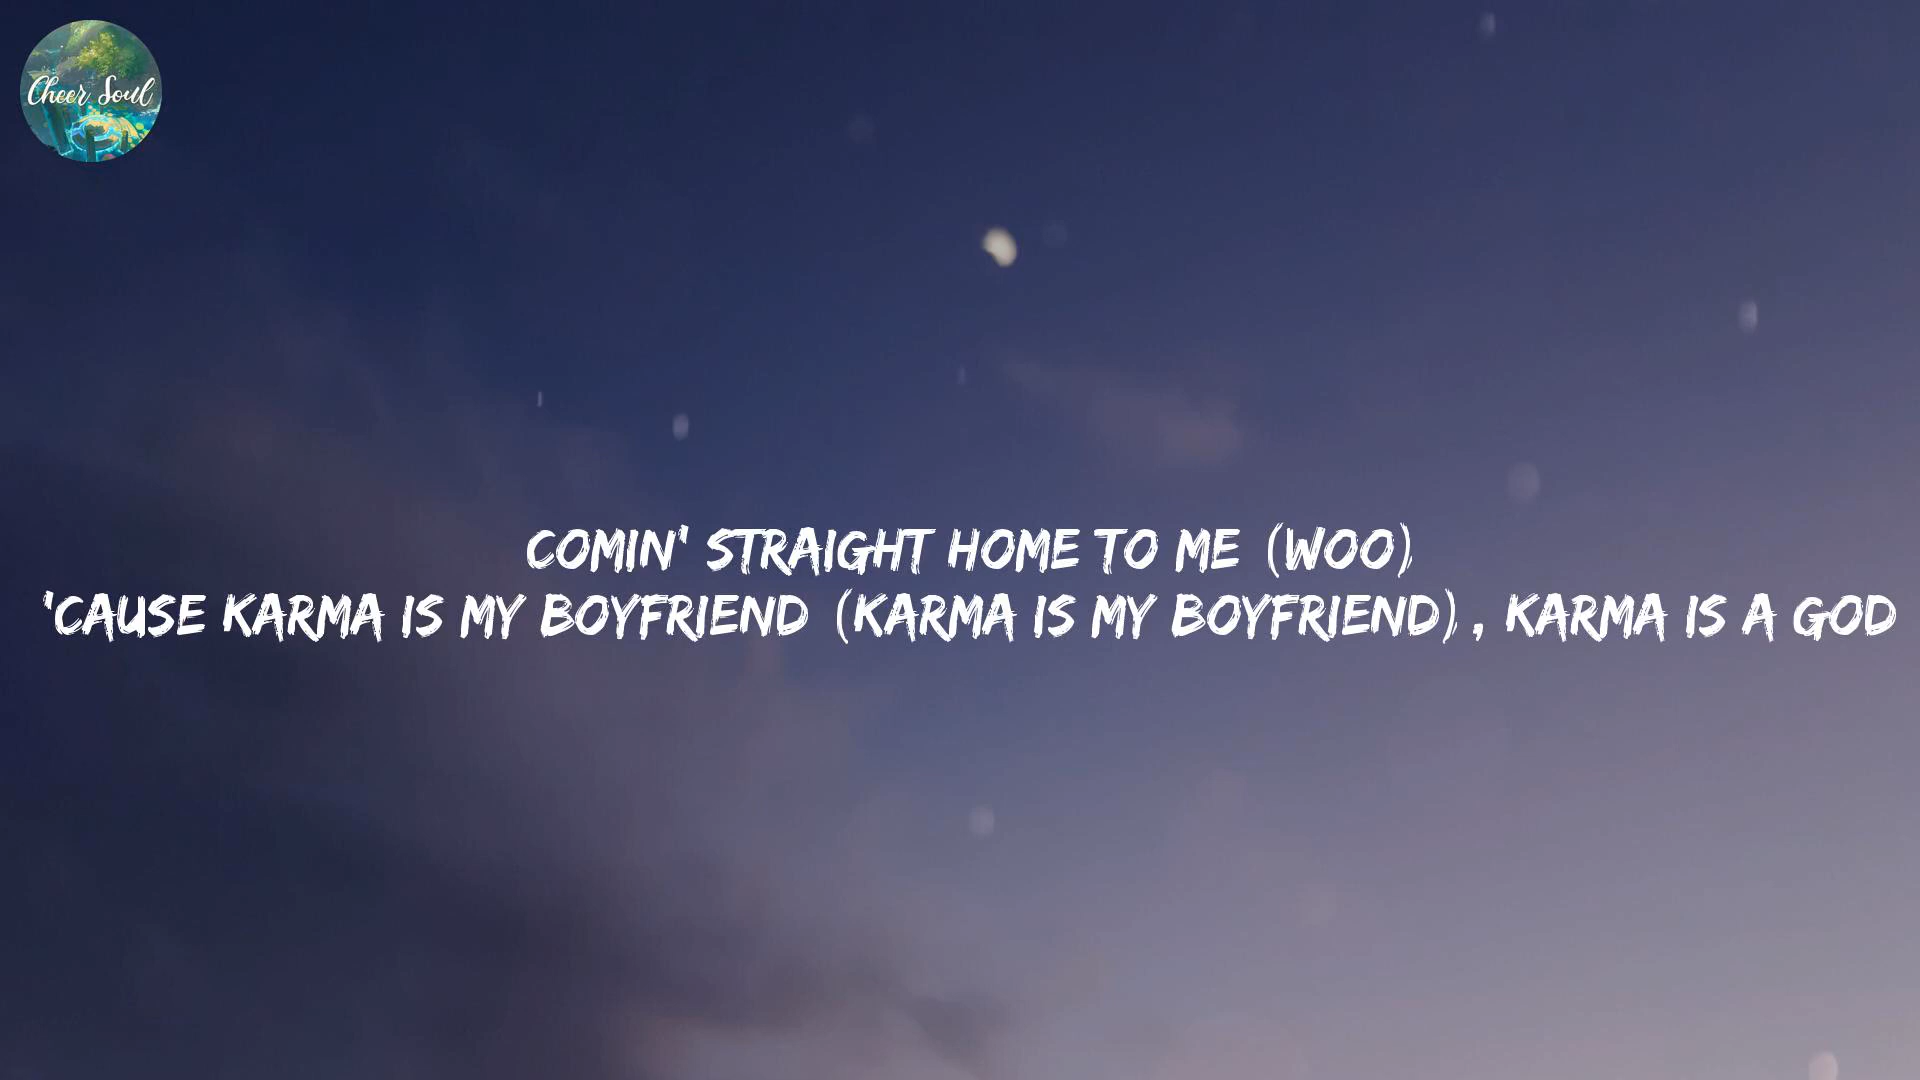 Cheer Soul
COMIN' STRAIGHT HOME TO ME (WOO)
'CAUSE KARMA IS MY BOYFRIEND (KARMA IS MY BOYFRIEND), KARMA IS A GOD